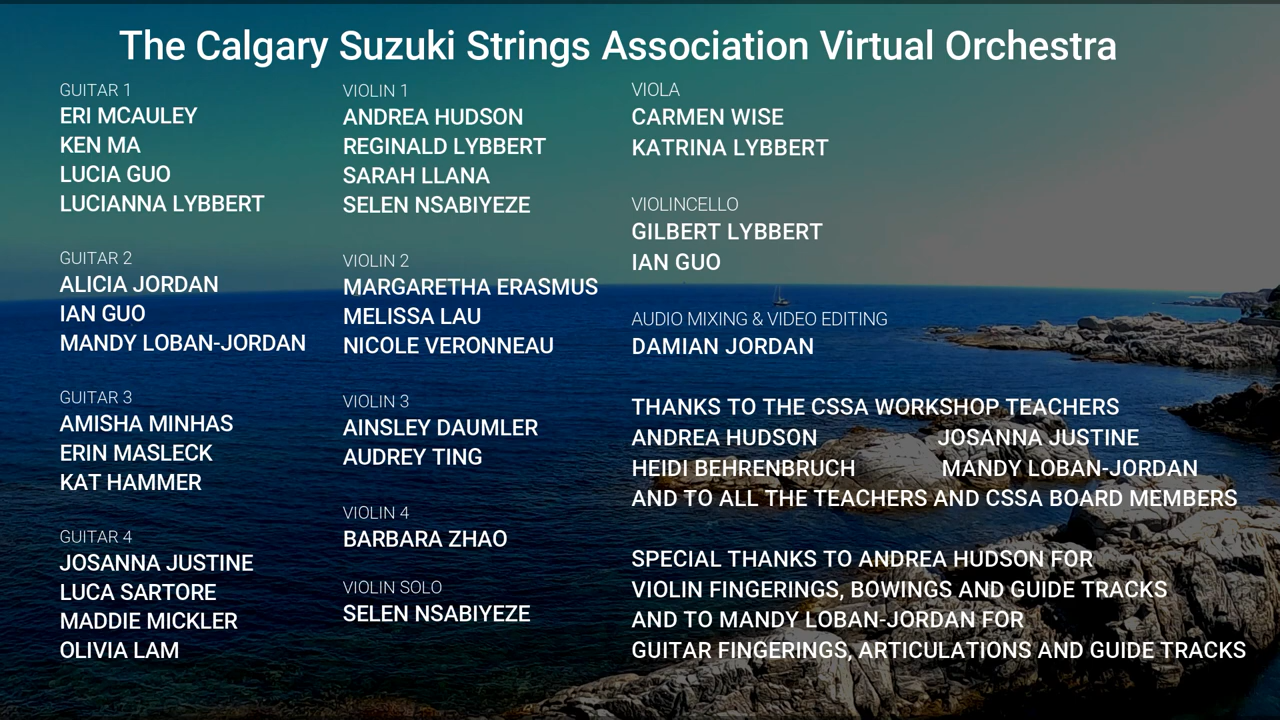 The Calgary Suzuki Strings Association Virtual Orchestra
GUITAR 1
ERI MCAULEY
KEN MA
LUCIA GUO
LUCIANNA LYBBERT
GUITAR 2
ALICIA JORDAN
IAN GUO
MANDY LOBAN-JORDAN
GUITAR 3
AMISHA MINHAS
ERIN MASLECK
KAT HAMMER
GUITAR 4
JOSANNA JUSTINE
LUCA SARTORE
MADDIE MICKLER
OLIVIA LAM
VIOLIN 1
ANDREA HUDSON
REGINALD LYBBERT
SARAH LLANA
SELEN NSABIYEZE
VIOLIN 2
MARGARETHA ERASMUS
MELISSA LAU
NICOLE VERONNEAU
VIOLIN 3
AINSLEY DAUMLER
AUDREY TING
VIOLIN 4
BARBARA ZHAO
VIOLIN SOLO
SELEN NSABIYEZE
VIOLA
CARMEN WISE
KATRINA LYBBERT
VIOLINCELLO
GILBERT LYBBERT
IAN GUO
AUDIO MIXING & VIDEO EDITING
DAMIAN JORDAN
THANKS TO THE CSSA WORKSHOP TEACHERS
ANDREA HUDSON JOSANNA JUSTINE
HEIDI BEHRENBRUCH MANDY LOBAN-JORDAN
AND TO ALL THE TEACHERS AND CSSA BOARD MEMBERS
SPECIAL THANKS TO ANDREA HUDSON FOR
VIOLIN FINGERINGS, BOWINGS AND GUIDE TRACKS
AND TO MANDY LOBAN-JORDAN FOR
GUITAR FINGERINGS, ARTICULATIONS AND GUIDE TRACKS